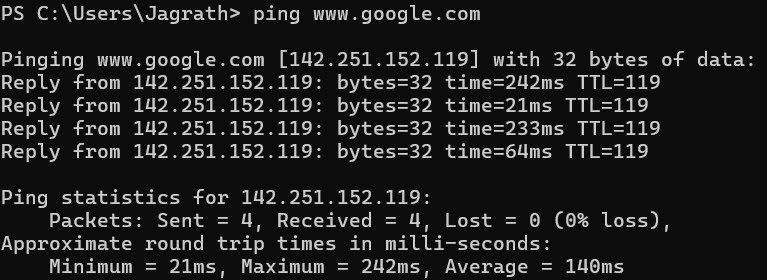 PS C:\Users\Jagrath> ping www.google.com
Pinging www.google.com [142.251.152.119] with 32 bytes of data:
Reply from 142.251.152.119: bytes=32 time=242ms TTL=119
Reply from 142.251.152.119: bytes=32 time=21ms TTL=119
Reply from 142.251.152.119: bytes=32 time=233ms TTL=119
Reply from 142.251.152.119: bytes=32 time=64ms TTL=119
Ping statistics for 142.251.152.119:
    Packets: Sent = 4, Received = 4, Lost = 0 (0% loss),
Approximate round trip times in milli-seconds:
    Minimum = 21ms, Maximum = 242ms, Average = 140ms